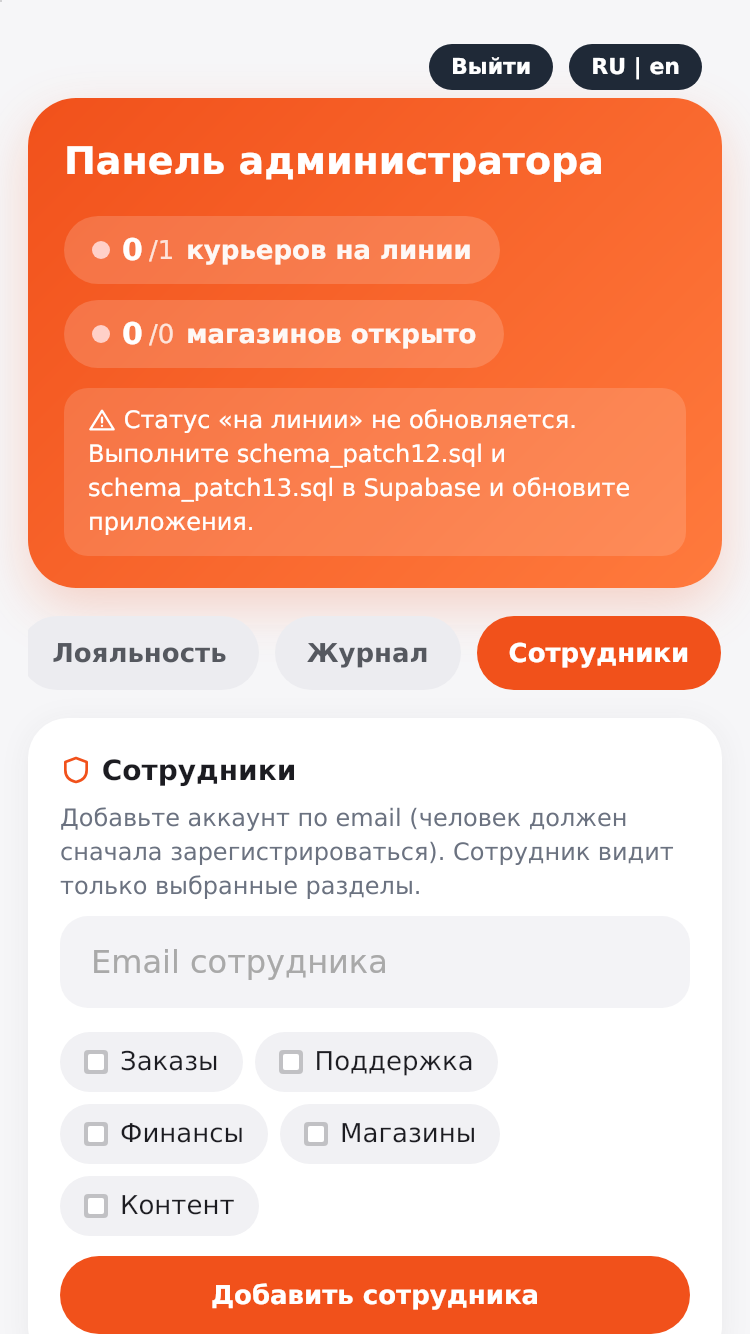 Выйти
RU | en
Панель администратора
0 /1 курьеров на линии
0 /0 магазинов открыто
⚠ Статус «на линии» не обновляется.
Выполните schema_patch12.sql и
schema_patch13.sql в Supabase и обновите
приложения.
Лояльность
Журнал
Сотрудники
Сотрудники
Добавьте аккаунт по email (человек должен
сначала зарегистрироваться). Сотрудник видит
только выбранные разделы.
Email сотрудника
Заказы
Поддержка
Финансы
Магазины
Контент
Добавить сотрудника